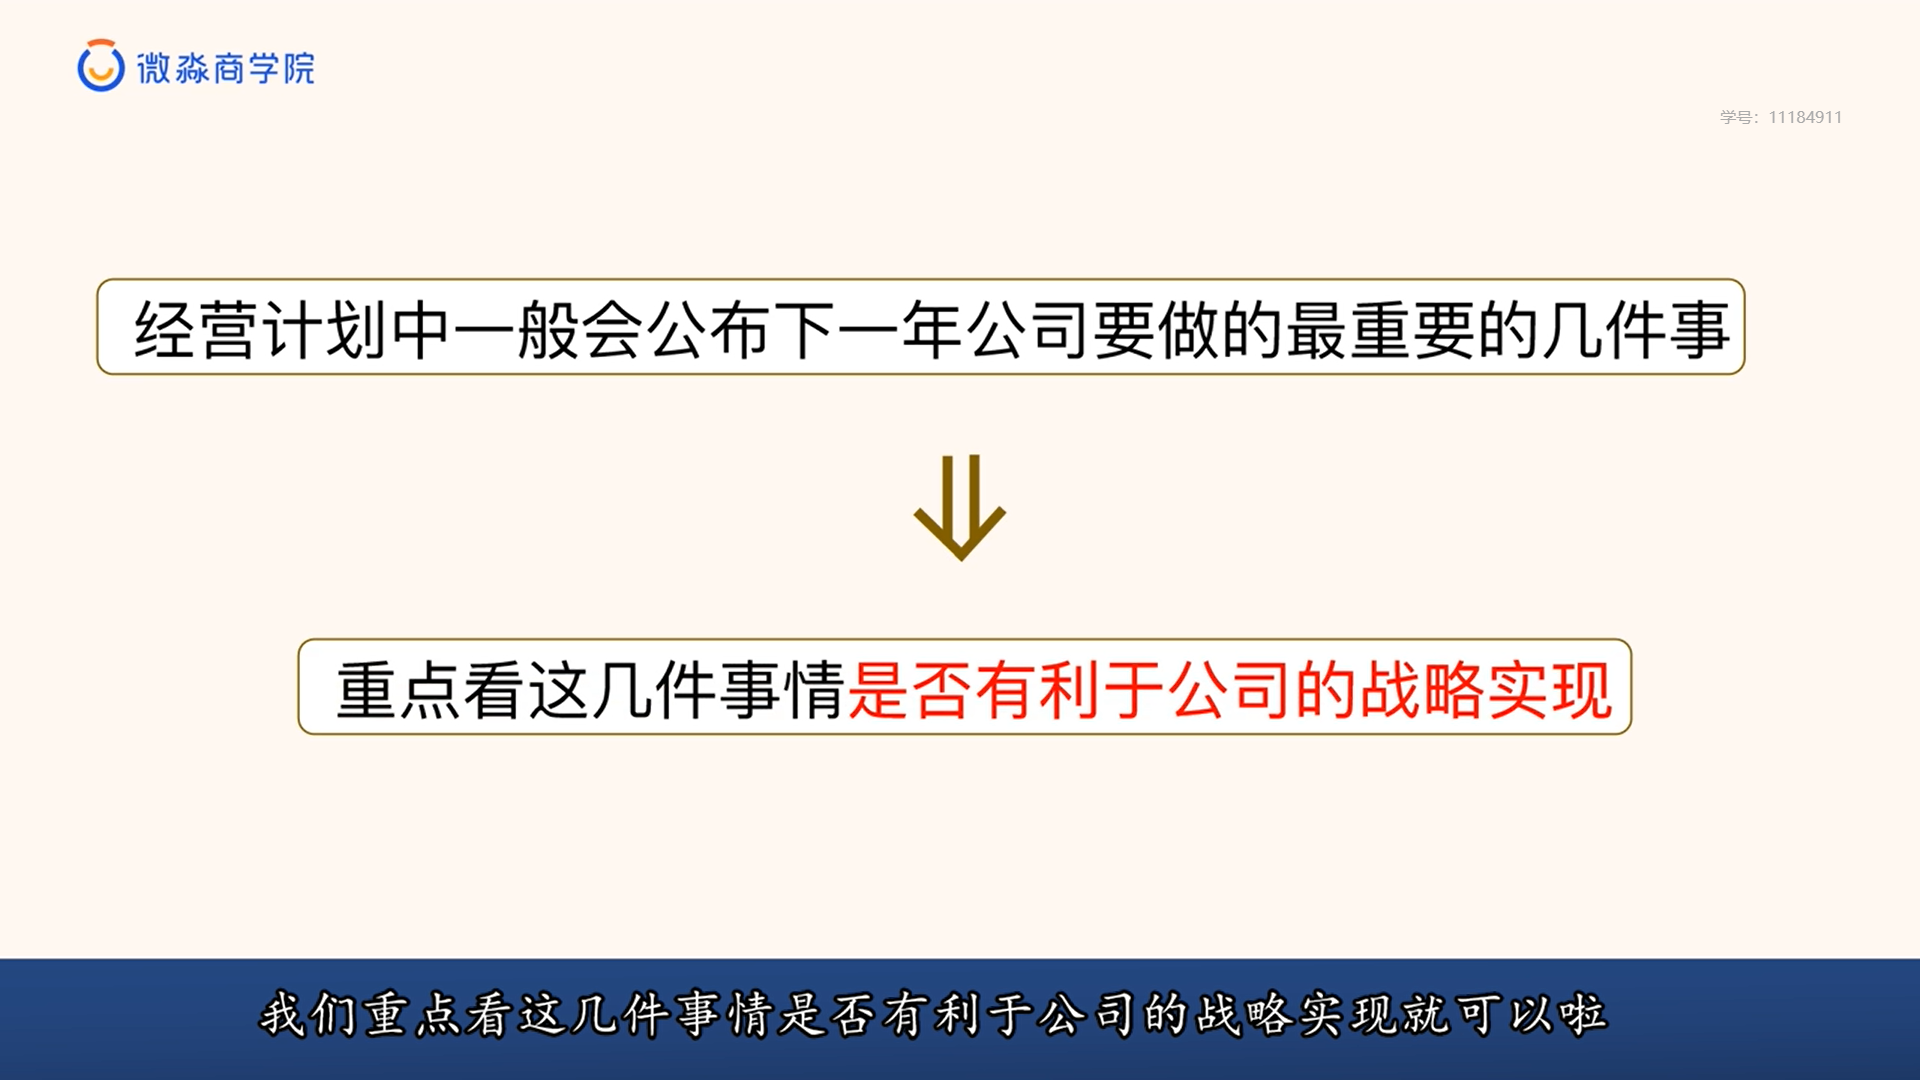 微淼商学院
学号：11184911
经营计划中一般会公布下一年公司要做的最重要的几件事
重点看这几件事情是否有利于公司的战略实现
我们重点看这几件事情是否有利于公司的战略实现就可以啦